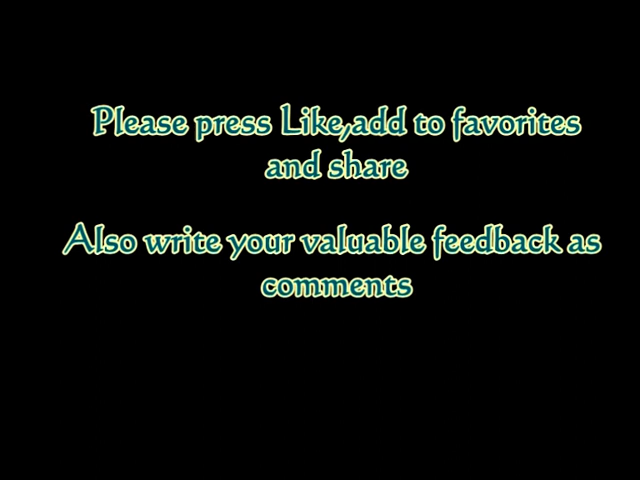 Please press Like,add to favorites
and share
Also write your valuable feedback as
comments